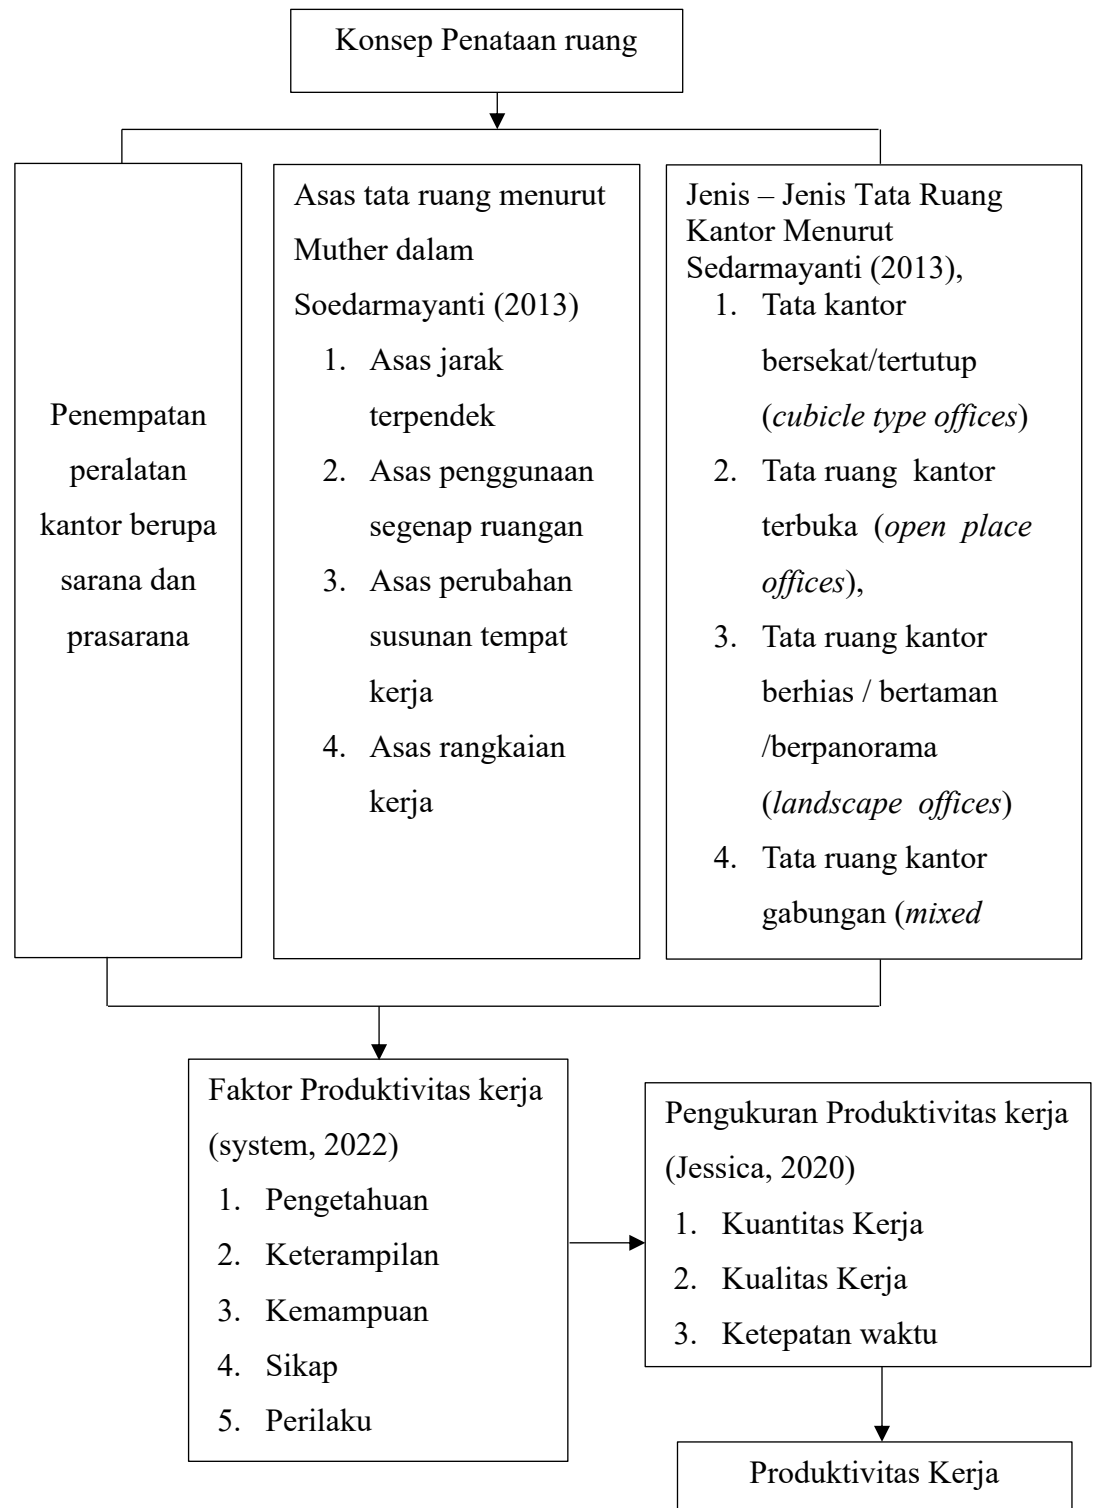 Konsep Penataan ruang
Penempatan
peralatan
kantor berupa
sarana dan
prasarana
Asas tata ruang menurut
Muther dalam
Soedarmayanti (2013)
1. Asas jarak
terpendek
2. Asas penggunaan
segenap ruangan
3. Asas perubahan
susunan tempat
kerja
4. Asas rangkaian
kerja
Jenis – Jenis Tata Ruang
Kantor Menurut
Sedarmayanti (2013),
1. Tata kantor
bersekat/tertutup
(cubicle type offices)
2. Tata ruang kantor
terbuka (open place
offices),
3. Tata ruang kantor
berhias / bertaman
/berpanorama
(landscape offices)
4. Tata ruang kantor
gabungan (mixed
Faktor Produktivitas kerja
(system, 2022)
1. Pengetahuan
2. Keterampilan
3. Kemampuan
4. Sikap
5. Perilaku
Pengukuran Produktivitas kerja
(Jessica, 2020)
1. Kuantitas Kerja
2. Kualitas Kerja
3. Ketepatan waktu
Produktivitas Kerja